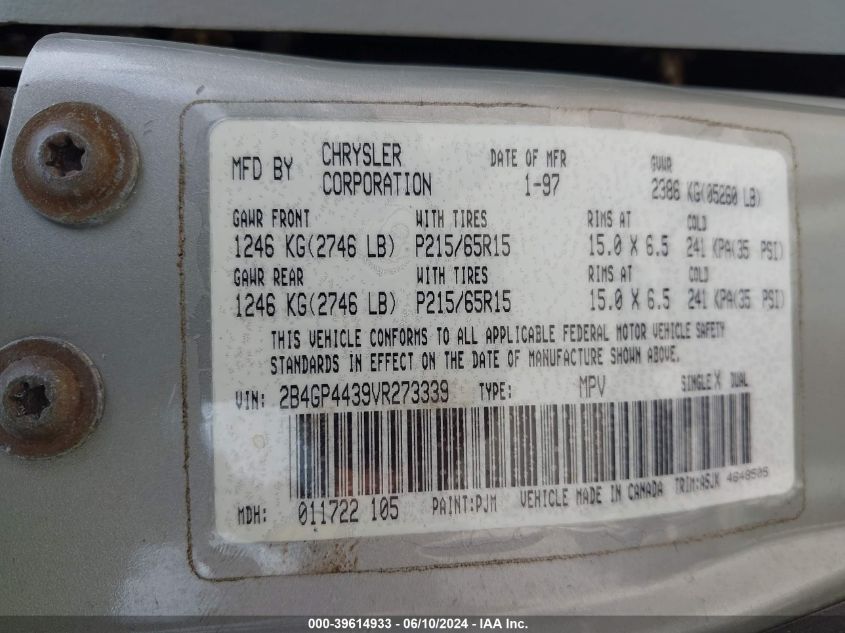 MFD BY CHRYSLER CORPORATION DATE OF MFR 1-97 GVWR 2386 KG(05260 LB)
GAWR FRONT WITH TIRES RIMS AT COLD
1246 KG(2746 LB) P215/65R15 15.0 X 6.5 241 KPA(35 PSI)
GAWR REAR WITH TIRES RIMS AT COLD
1246 KG(2746 LB) P215/65R15 15.0 X 6.5 241 KPA(35 PSI)
THIS VEHICLE CONFORMS TO ALL APPLICABLE FEDERAL MOTOR VEHICLE SAFETY
STANDARDS IN EFFECT ON THE DATE OF MANUFACTURE SHOWN ABOVE.
VIN: 2B4GP4439VR273339 TYPE: MPV SINGLE X DUAL
MDH: 011722 105 PAINT:PJM VEHICLE MADE IN CANADA TRIM:ASJK 4648505
000-39614933 - 06/10/2024 - IAA Inc.